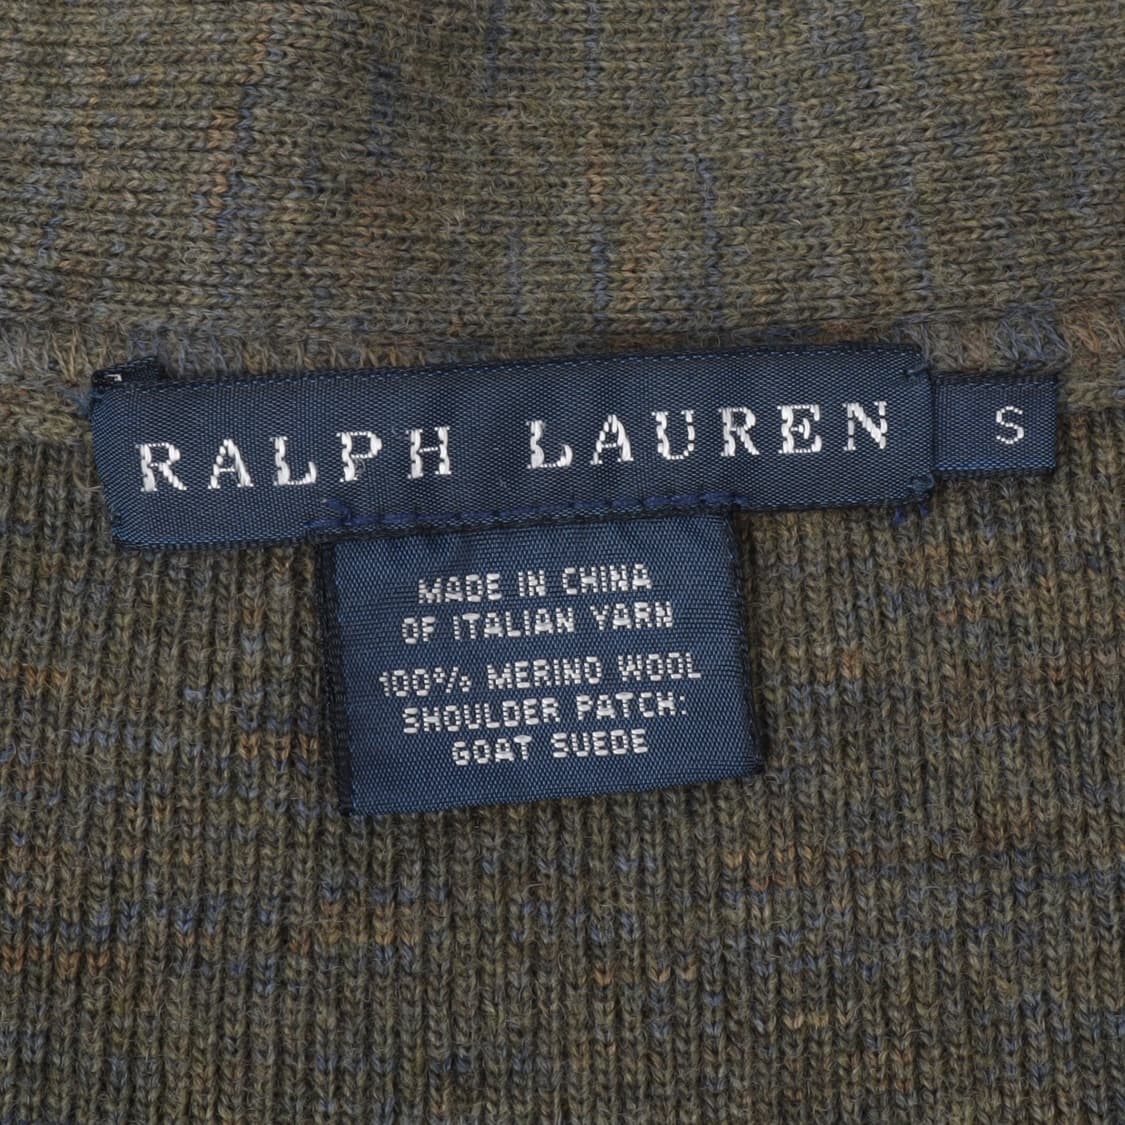 RALPH LAUREN
S
MADE IN CHINA
OF ITALIAN YARN
100% MERINO WOOL
SHOULDER PATCH:
GOAT SUEDE